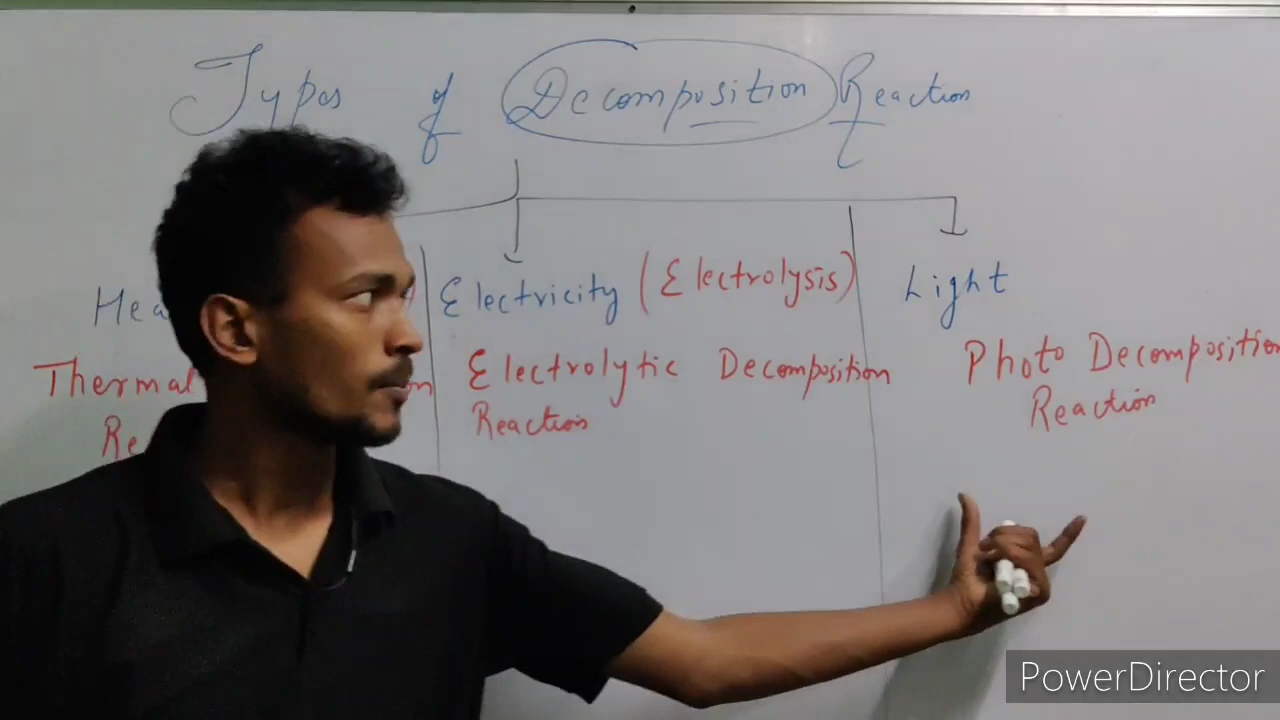 Types of Decomposition Reaction
Electricity (Electrolysis)
Light
Thermal
Electrolytic Decomposition
Reaction
Photo Decomposition
Reaction
PowerDirector